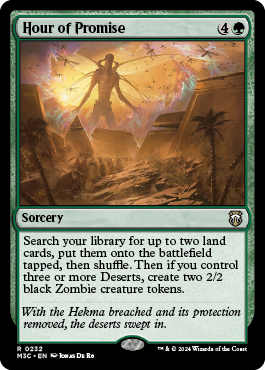 Hour of Promise 4
Sorcery
Search your library for up to two land
cards, put them onto the battlefield
tapped, then shuffle. Then if you control
three or more Deserts, create two 2/2
black Zombie creature tokens.
With the Hekma breached and its protection
removed, the deserts swept in.
R 0232
M3C • EN Jonas De Ro
™ & © 2024 Wizards of the Coast